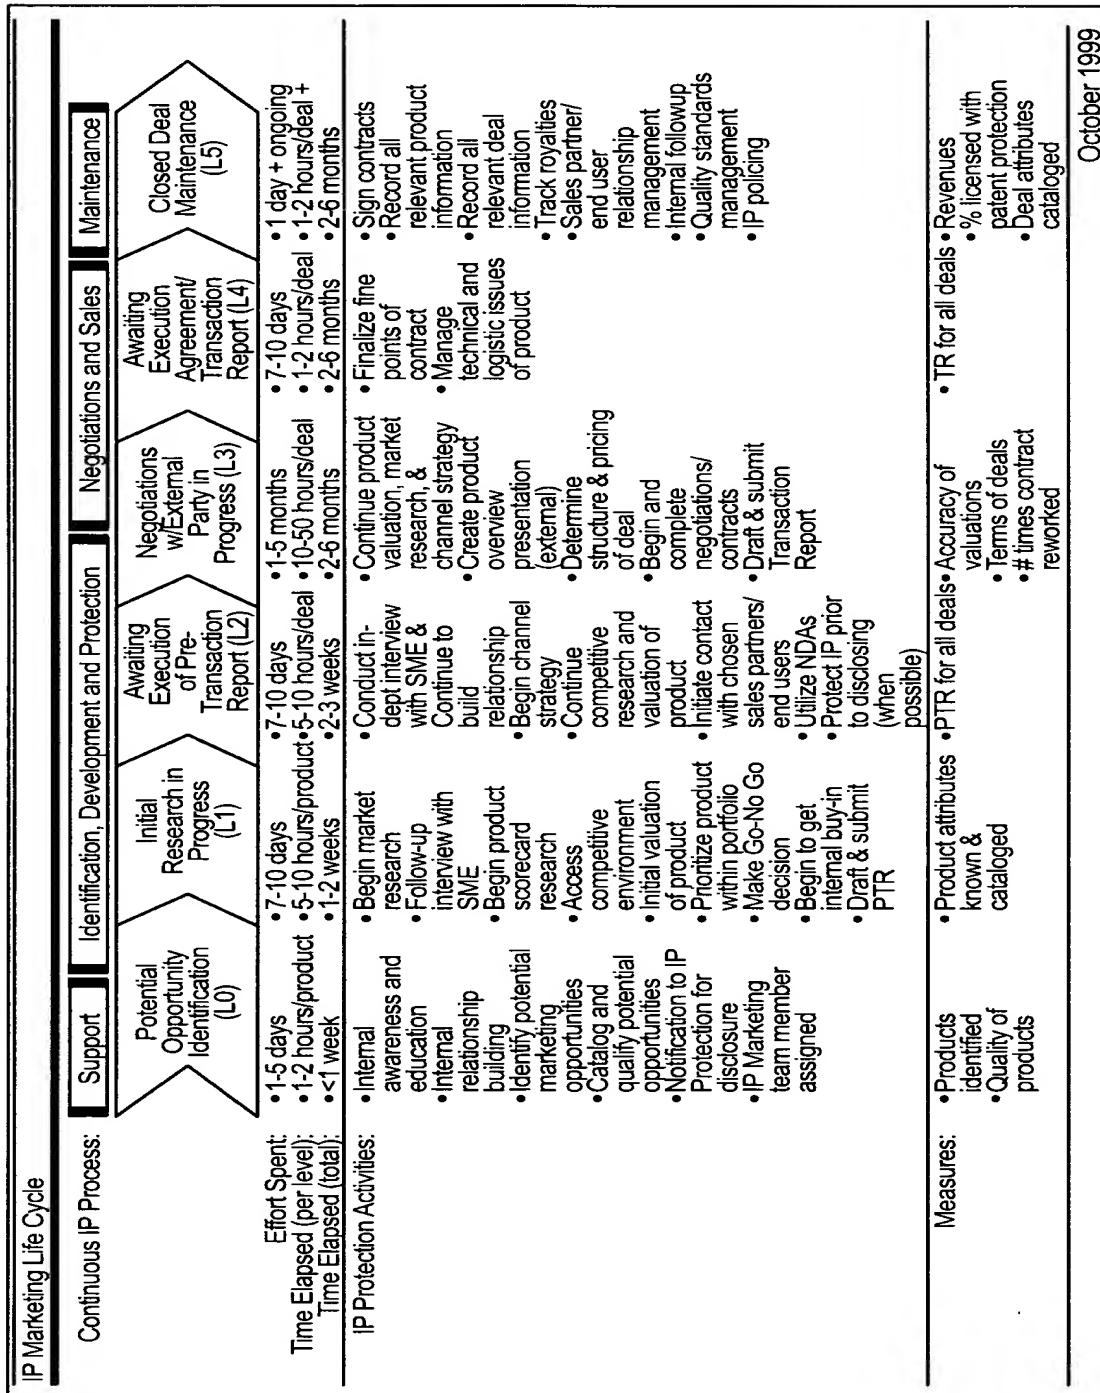 IP Marketing Life Cycle
Continuous IP Process:
Support
Identification, Development and Protection
Negotiations and Sales
Maintenance
Potential
Opportunity
Identification
(L0)
Initial
Research in
Progress
(L1)
Awaiting
Execution
of Pre-
Transaction
Report (L2)
Negotiations
w/External
Party in
Progress (L3)
Awaiting
Execution
Agreement/
Transaction
Report (L4)
Closed Deal
Maintenance
(L5)
Effort Spent:
Time Elapsed (per level):
Time Elapsed (total):
•1-5 days
•1-2 hours/product
•<1 week
•7-10 days
•5-10 hours/product
•1-2 weeks
•7-10 days
•5-10 hours/deal
•2-3 weeks
•1-5 months
•10-50 hours/deal
•2-6 months
•7-10 days
•1-2 hours/deal
•2-6 months
•1 day + ongoing
•1-2 hours/deal +
•2-6 months
IP Protection Activities:
•Internal
awareness and
education
•Internal
relationship
building
•Identify potential
marketing
opportunities
•Catalog and
qualify potential
opportunities
•Notification to IP
Protection for
disclosure
•IP Marketing
team member
assigned
•Begin market
research
•Follow-up
interview with
SME
•Begin product
scorecard
research
•Access
competitive
environment
•Initial valuation
of product
•Prioritize product
within portfolio
•Make Go-No Go
decision
•Begin to get
internal buy-in
•Draft & submit
PTR
•Conduct in-
dept interview
with SME &
Continue to
build
relationship
•Begin channel
strategy
•Continue
competitive
research and
valuation of
product
•Initiate contact
with chosen
sales partners/
end users
•Utilize NDAs
•Protect IP prior
to disclosing
(when
possible)
•Continue product
valuation, market
research, &
channel strategy
•Create product
overview
presentation
(external)
•Determine
structure & pricing
of deal
•Begin and
complete
negotiations/
contracts
•Draft & submit
Transaction
Report
•Finalize fine
points of
contract
•Manage
technical and
logistic issues
of product
•Sign contracts
•Record all
relevant product
information
•Record all
relevant deal
information
•Track royalties
•Sales partner/
end user
relationship
management
•Internal followup
•Quality standards
management
•IP policing
Measures:
•Products
identified
•Quality of
products
•Product attributes
known &
cataloged
•PTR for all deals
•Accuracy of
valuations
•Terms of deals
•# times contract
reworked
•TR for all deals
•Revenues
•% licensed with
patent protection
•Deal attributes
cataloged
October 1999